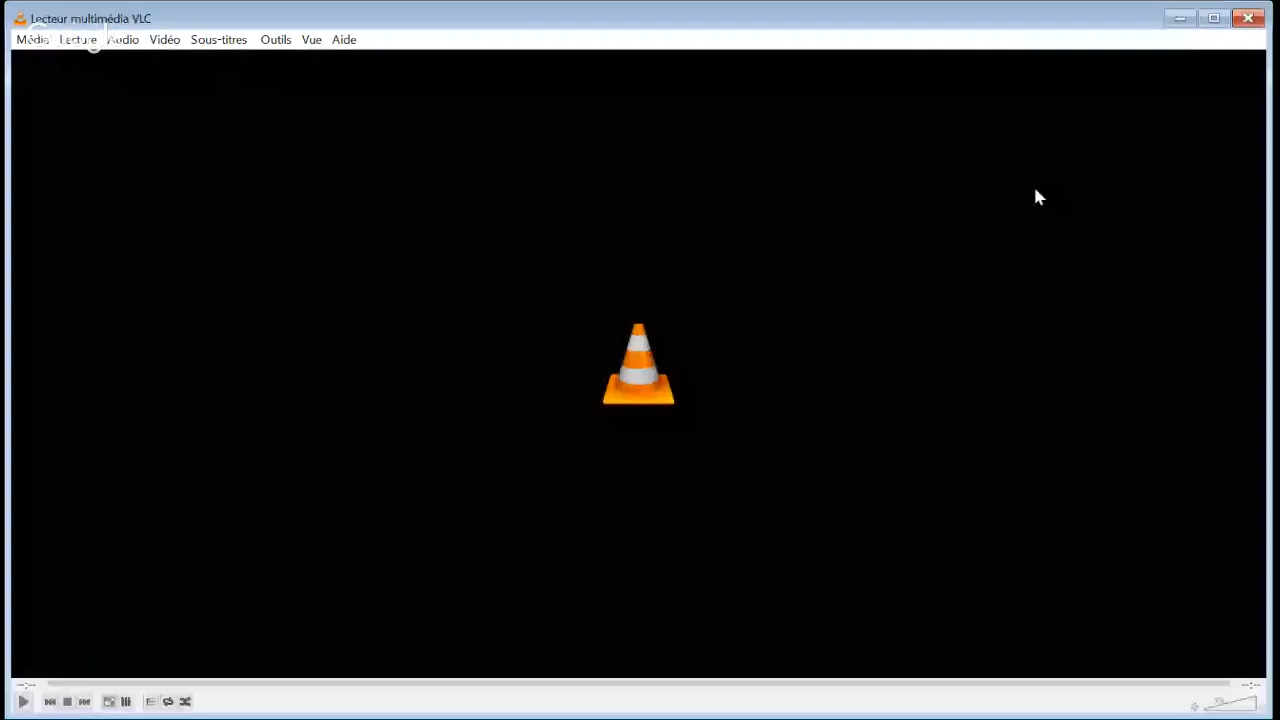 Lecteur multimédia VLC
Média Lecture Audio Vidéo Sous-titres Outils Vue Aide
--:-- --:--